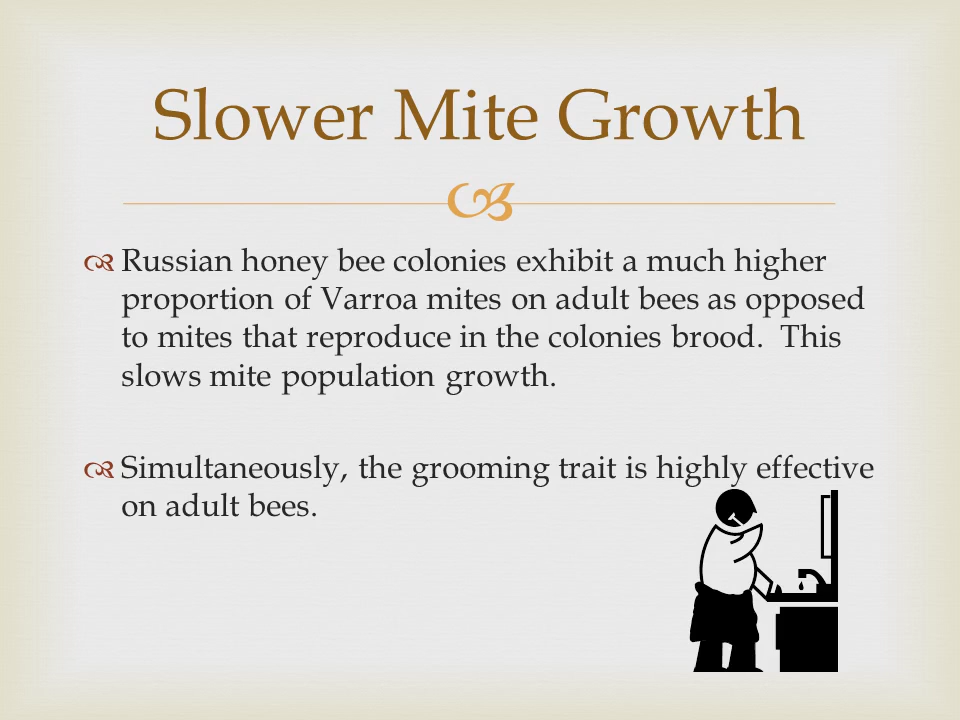 Slower Mite Growth
Russian honey bee colonies exhibit a much higher
proportion of Varroa mites on adult bees as opposed
to mites that reproduce in the colonies brood.  This
slows mite population growth.
Simultaneously, the grooming trait is highly effective
on adult bees.